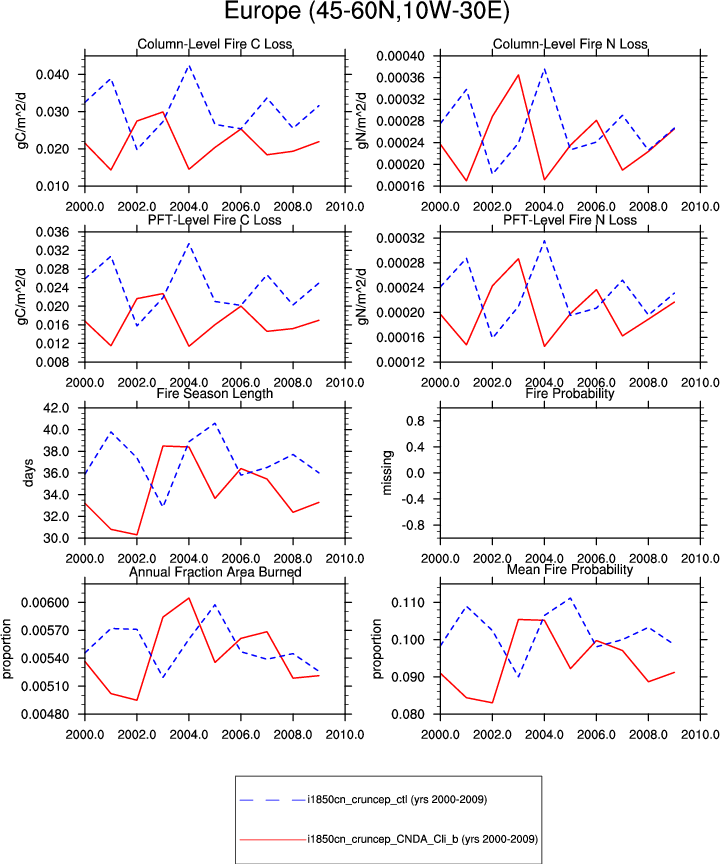 Europe (45-60N,10W-30E)
Column-Level Fire C Loss
gC/m^2/d
0.040
0.030
0.020
0.010
2000.0 2002.0 2004.0 2006.0 2008.0 2010.0
Column-Level Fire N Loss
gN/m^2/d
0.00040
0.00036
0.00032
0.00028
0.00024
0.00020
0.00016
2000.0 2002.0 2004.0 2006.0 2008.0 2010.0
PFT-Level Fire C Loss
gC/m^2/d
0.036
0.032
0.028
0.024
0.020
0.016
0.012
0.008
2000.0 2002.0 2004.0 2006.0 2008.0 2010.0
PFT-Level Fire N Loss
gN/m^2/d
0.00032
0.00028
0.00024
0.00020
0.00016
0.00012
2000.0 2002.0 2004.0 2006.0 2008.0 2010.0
Fire Season Length
days
42.0
40.0
38.0
36.0
34.0
32.0
30.0
2000.0 2002.0 2004.0 2006.0 2008.0 2010.0
Fire Probability
missing
0.8
0.4
0.0
-0.4
-0.8
2000.0 2002.0 2004.0 2006.0 2008.0 2010.0
Annual Fraction Area Burned
proportion
0.00600
0.00570
0.00540
0.00510
0.00480
2000.0 2002.0 2004.0 2006.0 2008.0 2010.0
Mean Fire Probability
proportion
0.110
0.100
0.090
0.080
2000.0 2002.0 2004.0 2006.0 2008.0 2010.0
i1850cn_cruncep_ctl (yrs 2000-2009)
i1850cn_cruncep_CNDA_Cli_b (yrs 2000-2009)